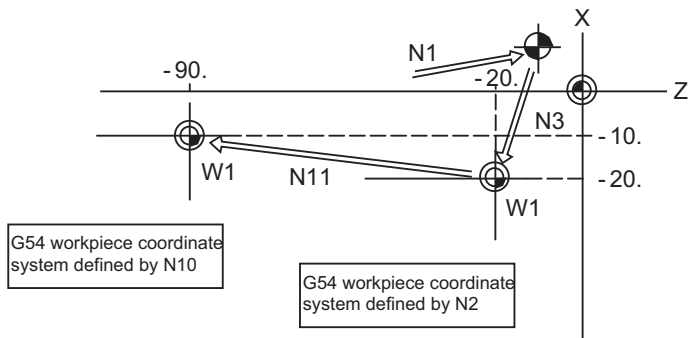 X
N1
-90.
-20.
Z
N3
-10.
W1
N11
-20.
W1
G54 workpiece coordinate
system defined by N10
G54 workpiece coordinate
system defined by N2